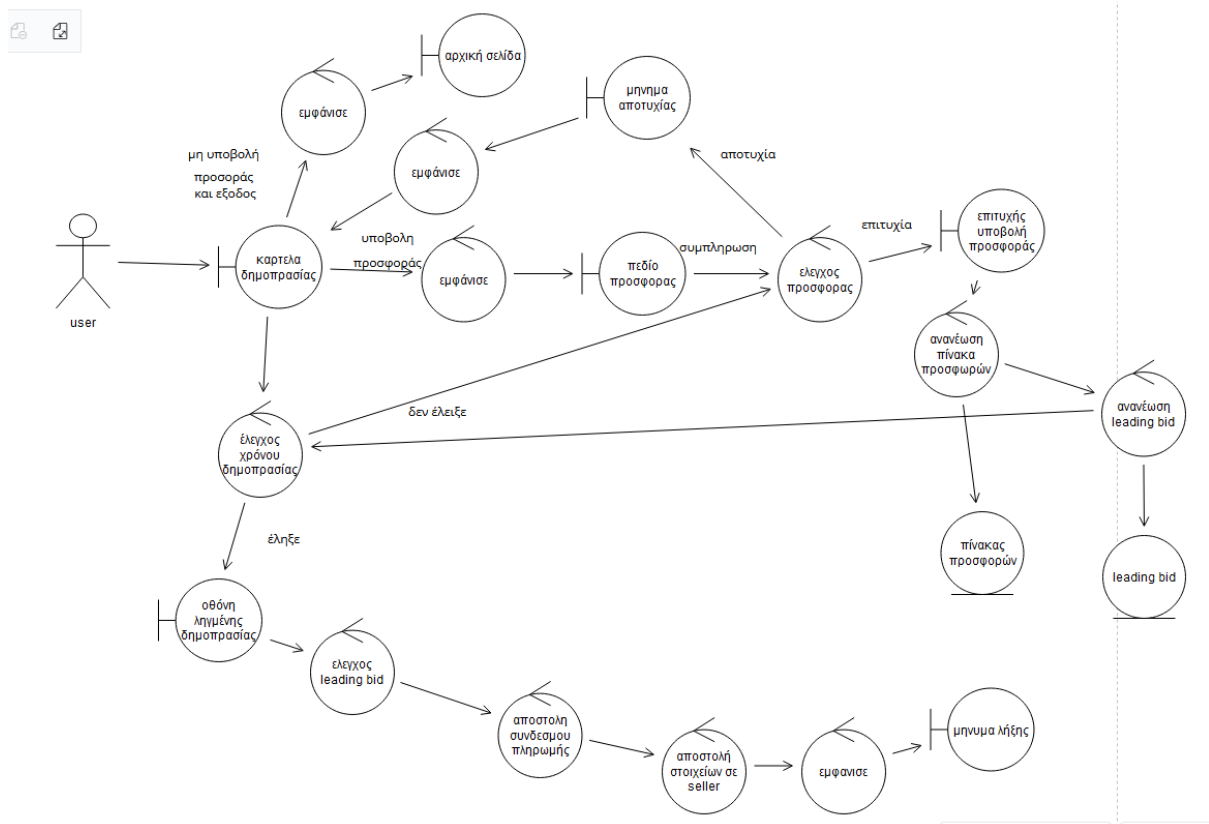 αρχική σελίδα
εμφάνισε
μηνημα
αποτυχίας
μη υποβολή
προσοράς
και εξοδος
εμφάνισε
αποτυχία
user
καρτελα
δημοπρασίας
υποβολη
προσφοράς
εμφάνισε
πεδίο
προσφορας
συμπληρωση
ελεγχος
προσφορας
επιτυχία
επιτυχής
υποβολή
προσφοράς
ανανέωση
πίνακα
προσφωρών
ανανέωση
leading bid
δεν έλειξε
έλεγχος
χρόνου
δημοπρασίας
έληξε
πίνακας
προσφορών
leading bid
οθόνη
ληγμένης
δημοπρασίας
ελεγχος
leading bid
αποστολη
συνδεσμου
πληρωμής
αποστολή
στοιχείων σε
seller
εμφανισε
μηνυμα λήξης